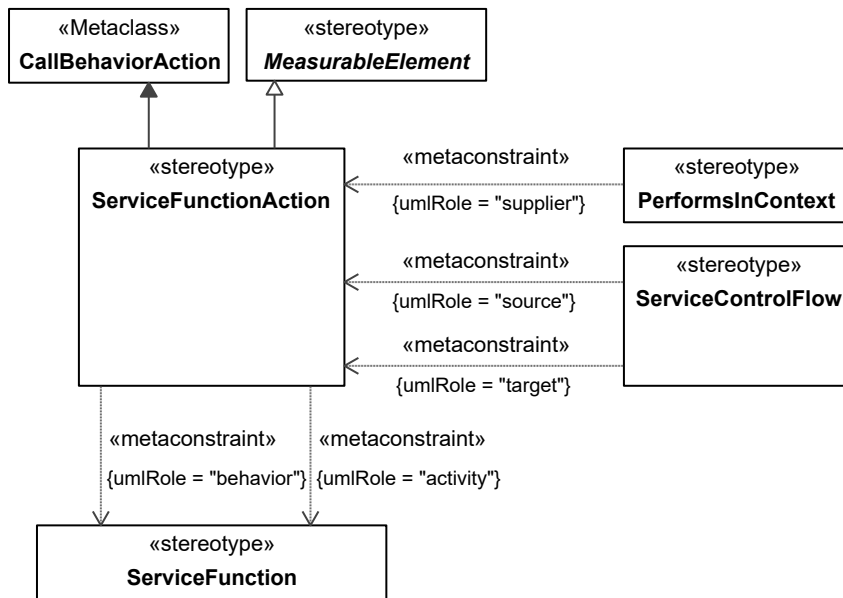 «Metaclass»
CallBehaviorAction
«stereotype»
MeasurableElement
«stereotype»
ServiceFunctionAction
«metaconstraint»
{umlRole = "supplier"}
«stereotype»
PerformsInContext
«metaconstraint»
{umlRole = "source"}
«stereotype»
ServiceControlFlow
«metaconstraint»
{umlRole = "target"}
«metaconstraint»
{umlRole = "behavior"}
«metaconstraint»
{umlRole = "activity"}
«stereotype»
ServiceFunction